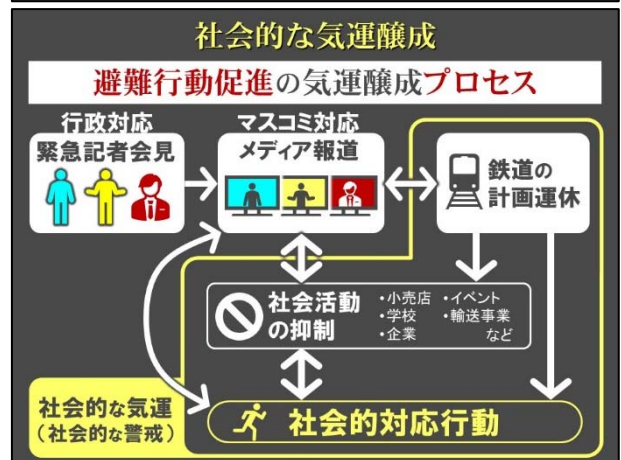 社会的な気運醸成
避難行動促進の気運醸成プロセス
行政対応
緊急記者会見
マスコミ対応
メディア報道
鉄道の
計画運休
社会活動
の抑制
・小売店
・学校
・企業
・イベント
・輸送事業
など
社会的な気運
（社会的な警戒）
社会的対応行動